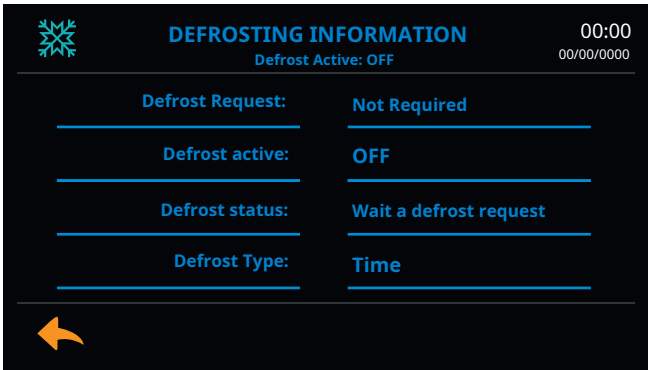 DEFROSTING INFORMATION
00:00
Defrost Active: OFF
00/00/0000
Defrost Request: Not Required
Defrost active: OFF
Defrost status: Wait a defrost request
Defrost Type: Time